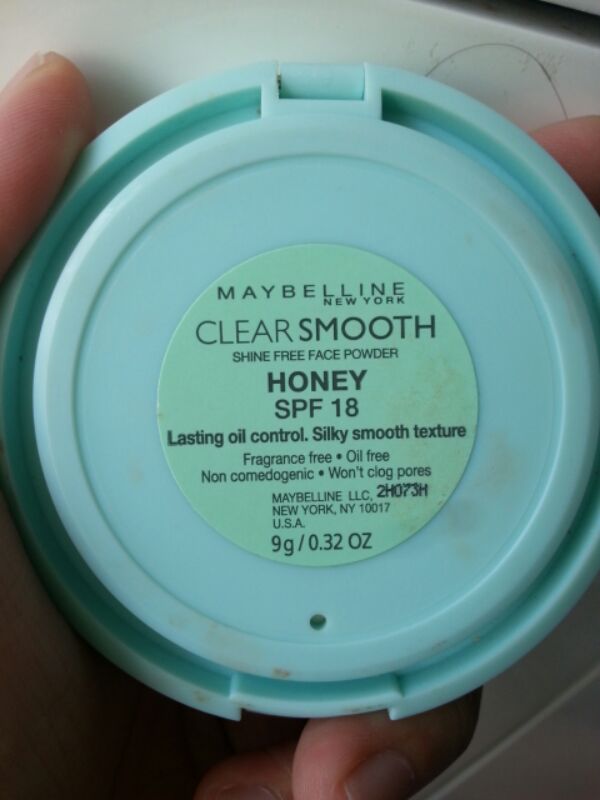 MAYBELLINE
NEW YORK
CLEAR SMOOTH
SHINE FREE FACE POWDER
HONEY
SPF 18
Lasting oil control. Silky smooth texture
Fragrance free • Oil free
Non comedogenic • Won't clog pores
MAYBELLINE LLC, 2H073H
NEW YORK, NY 10017
U.S.A.
9g / 0.32 OZ